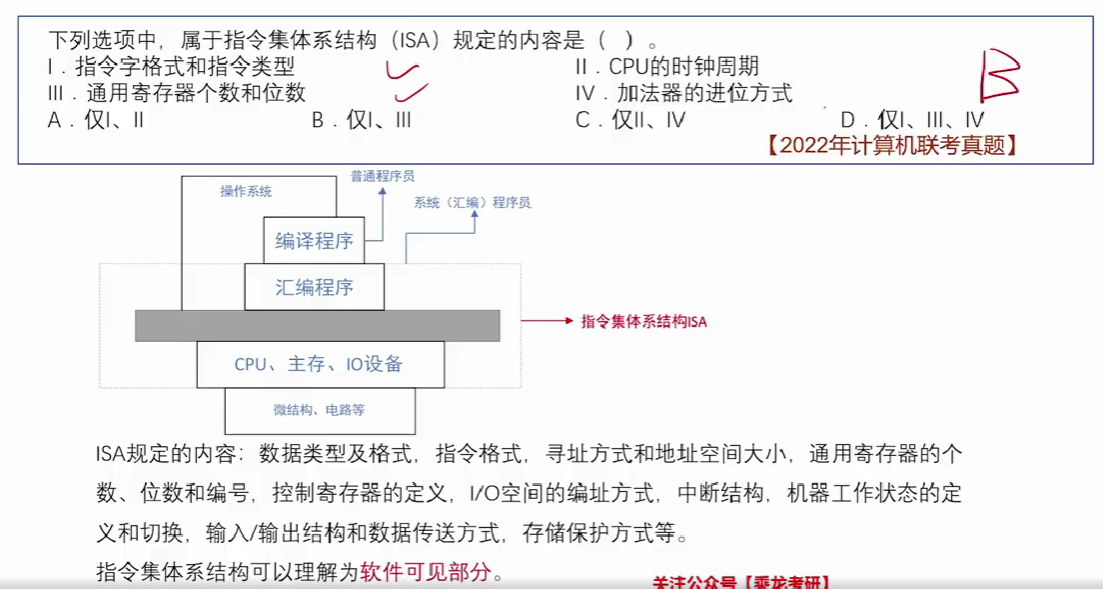 下列选项中，属于指令集体系结构（ISA）规定的内容是（ ）。
I．指令字格式和指令类型 II．CPU的时钟周期
III．通用寄存器个数和位数 IV．加法器的进位方式
A．仅I、II B．仅I、III C．仅II、IV D．仅I、III、IV
B
【2022年计算机联考真题】
普通程序员
操作系统
系统（汇编）程序员
编译程序
汇编程序
指令集体系结构ISA
CPU、主存、IO设备
微结构、电路等
ISA规定的内容：数据类型及格式，指令格式，寻址方式和地址空间大小，通用寄存器的个
数、位数和编号，控制寄存器的定义，I/O空间的编址方式，中断结构，机器工作状态的定
义和切换，输入/输出结构和数据传送方式，存储保护方式等。
指令集体系结构可以理解为软件可见部分。
关注公众号【乘龙考研】